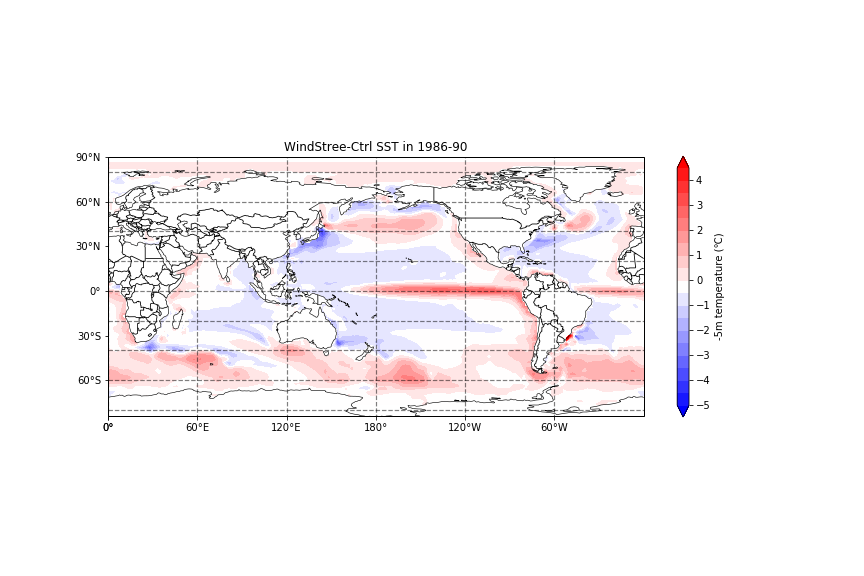 WindStree-Ctrl SST in 1986-90
90°N
60°N
30°N
0°
30°S
60°S
0°
60°E
120°E
180°
120°W
60°W
4
3
2
1
0
−1
−2
−3
−4
−5
-5m temperature (°C)